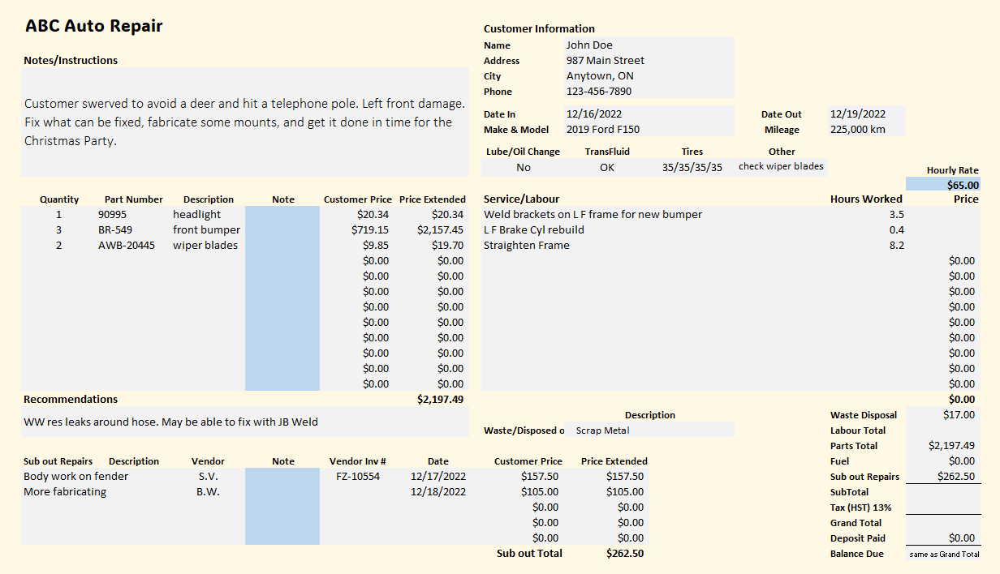 ABC Auto Repair
Notes/Instructions
Customer swerved to avoid a deer and hit a telephone pole. Left front damage.
Fix what can be fixed, fabricate some mounts, and get it done in time for the
Christmas Party.
Customer Information
Name John Doe
Address 987 Main Street
City Anytown, ON
Phone 123-456-7890
Date In 12/16/2022 Date Out 12/19/2022
Make & Model 2019 Ford F150 Mileage 225,000 km
Lube/Oil Change TransFluid Tires Other
No OK 35/35/35/35 check wiper blades
Hourly Rate
$65.00
Quantity Part Number Description Note Customer Price Price Extended
1 90995 headlight $20.34 $20.34
3 BR-549 front bumper $719.15 $2,157.45
2 AWB-20445 wiper blades $9.85 $19.70
$0.00 $0.00
$0.00 $0.00
$0.00 $0.00
$0.00 $0.00
$0.00 $0.00
$0.00 $0.00
$0.00 $0.00
$0.00 $0.00
$0.00 $0.00
$2,197.49
Service/Labour Hours Worked Price
Weld brackets on L F frame for new bumper 3.5
L F Brake Cyl rebuild 0.4
Straighten Frame 8.2
$0.00
$0.00
$0.00
$0.00
$0.00
$0.00
$0.00
$0.00
$0.00
$0.00
Recommendations
WW res leaks around hose. May be able to fix with JB Weld
Description
Waste/Disposed o Scrap Metal
Sub out Repairs Description Vendor Note Vendor Inv # Date Customer Price Price Extended
Body work on fender S.V. FZ-10554 12/17/2022 $157.50 $157.50
More fabricating B.W. 12/18/2022 $105.00 $105.00
$0.00 $0.00
$0.00 $0.00
$0.00 $0.00
Sub out Total $262.50
Waste Disposal $17.00
Labour Total
Parts Total $2,197.49
Fuel $0.00
Sub out Repairs $262.50
SubTotal
Tax (HST) 13%
Grand Total
Deposit Paid $0.00
Balance Due same as Grand Total